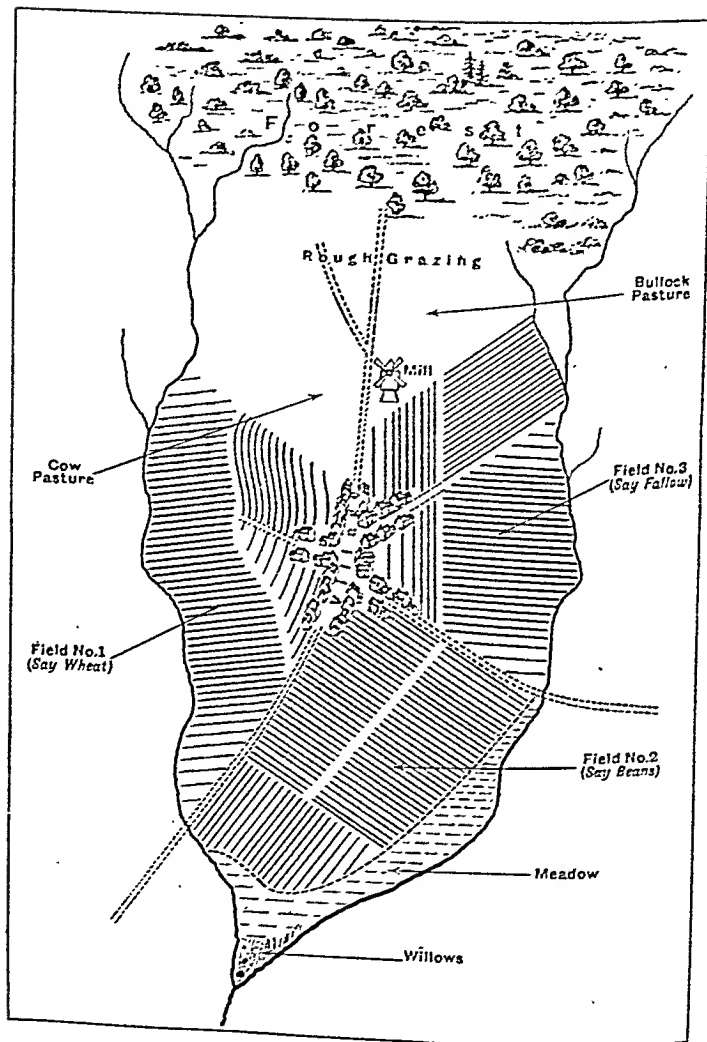 Forest
Rough Grazing
Bullock
Pasture
Mill
Cow
Pasture
Field No.3
(Say Fallow)
Field No.1
(Say Wheat)
Field No.2
(Say Beans)
Meadow
Willows